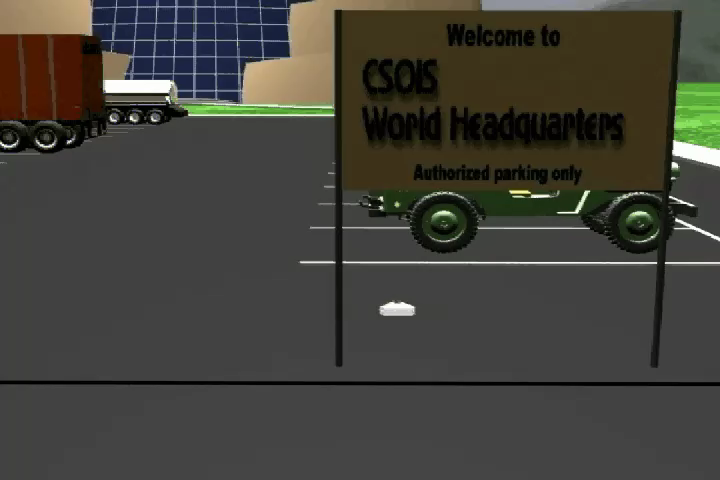 Welcome to
CSOIS
World Headquarters
Authorized parking only